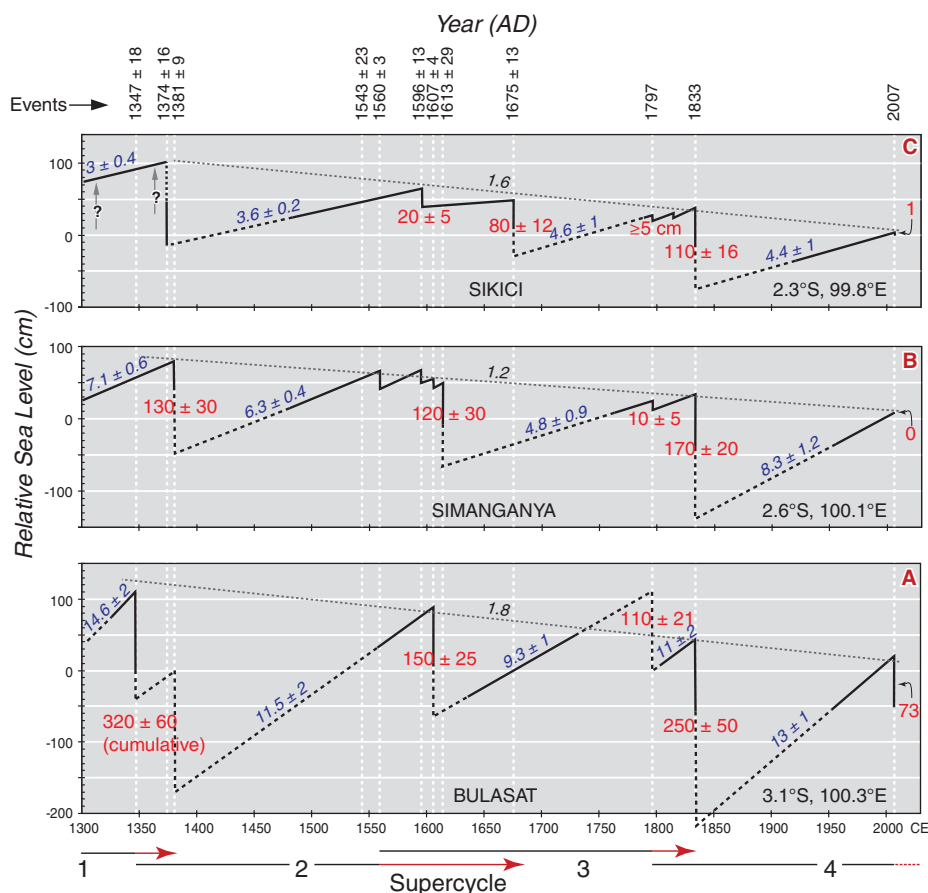 Year (AD)
Events
1347 ± 18
1374 ± 16
1381 ± 9
1543 ± 23
1560 ± 3
1596 ± 13
1607 ± 4
1613 ± 29
1675 ± 13
1797
1833
2007
Relative Sea Level (cm)
C
100
0
-100
3 ± 0.4
?
?
3.6 ± 0.2
20 ± 5
1.6
80 ± 12
4.6 ± 1
≥5 cm
110 ± 16
4.4 ± 1
1
SIKICI
2.3°S, 99.8°E
B
100
0
-100
7.1 ± 0.6
130 ± 30
6.3 ± 0.4
120 ± 30
1.2
4.8 ± 0.9
10 ± 5
170 ± 20
8.3 ± 1.2
0
SIMANGANYA
2.6°S, 100.1°E
A
100
0
-100
-200
14.6 ± 2
320 ± 60
(cumulative)
11.5 ± 2
150 ± 25
1.8
9.3 ± 1
110 ± 21
11 ± 2
250 ± 50
13 ± 1
73
BULASAT
3.1°S, 100.3°E
1300 1350 1400 1450 1500 1550 1600 1650 1700 1750 1800 1850 1900 1950 2000 CE
1 2 3 4
Supercycle